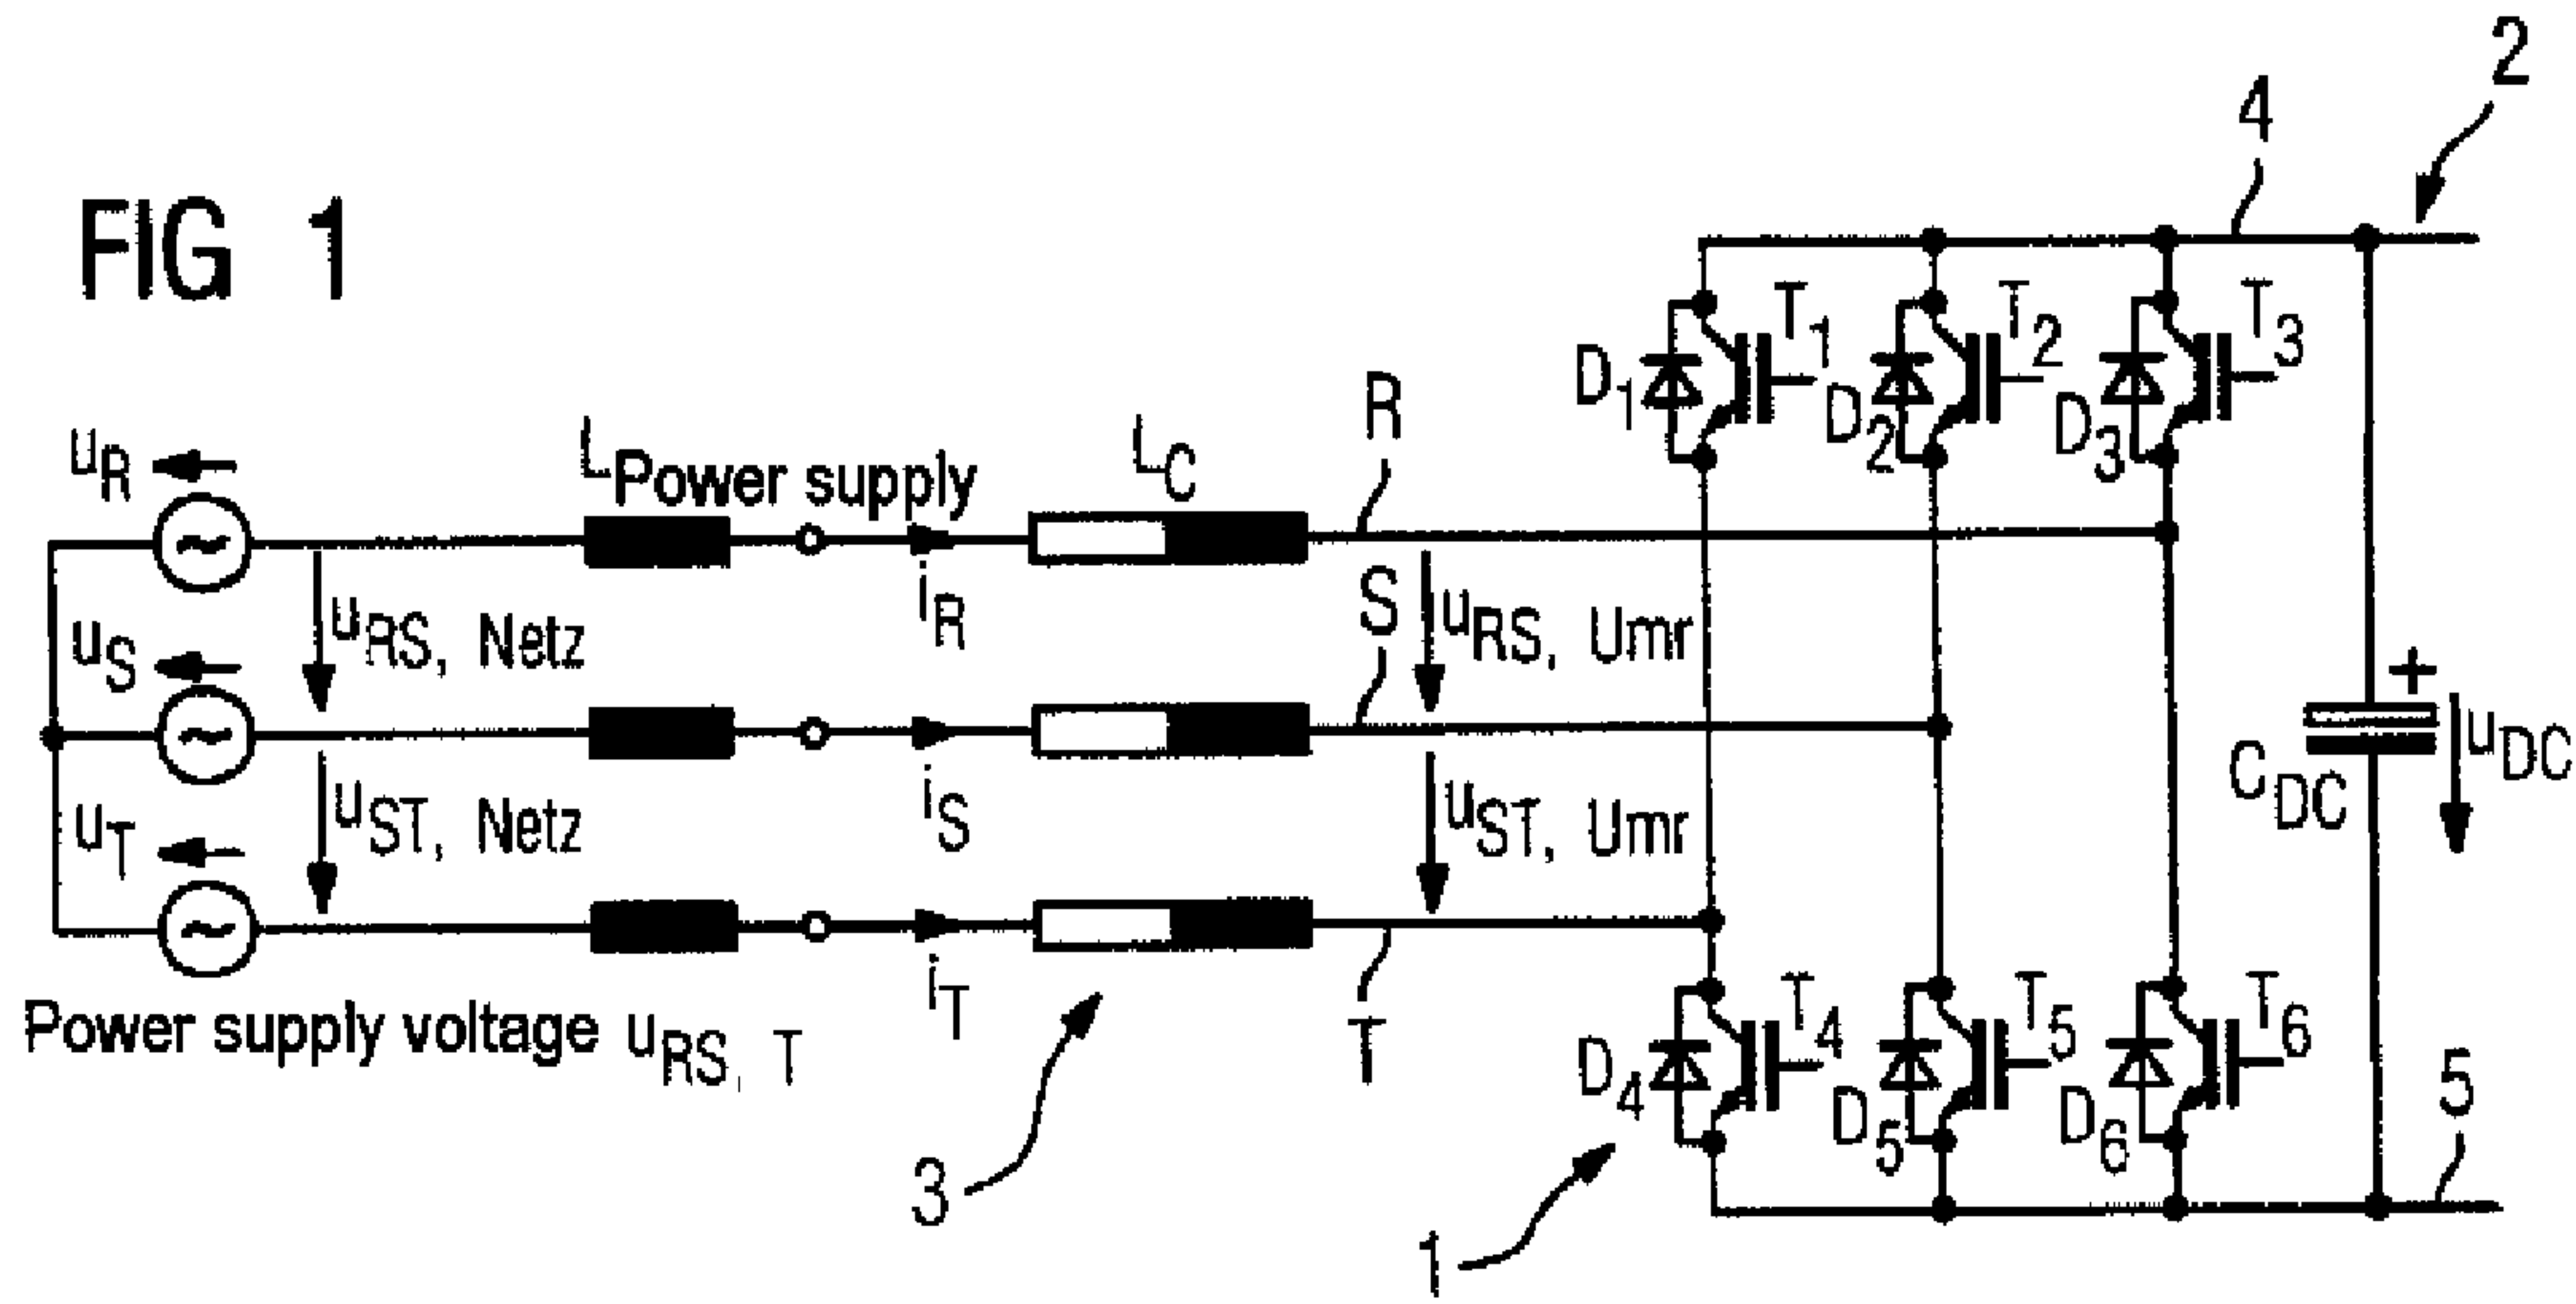 FIG 1
2
4
T1
T2
T3
D1
D2
D3
uR
LPower supply
LC
R
iR
uRS, Netz
S
uRS, Umr
uS
+
CDC
uDC
iS
uST, Netz
uST, Umr
uT
iT
T
Power supply voltage uRS, T
T4
T5
T6
D4
D5
D6
5
3
1